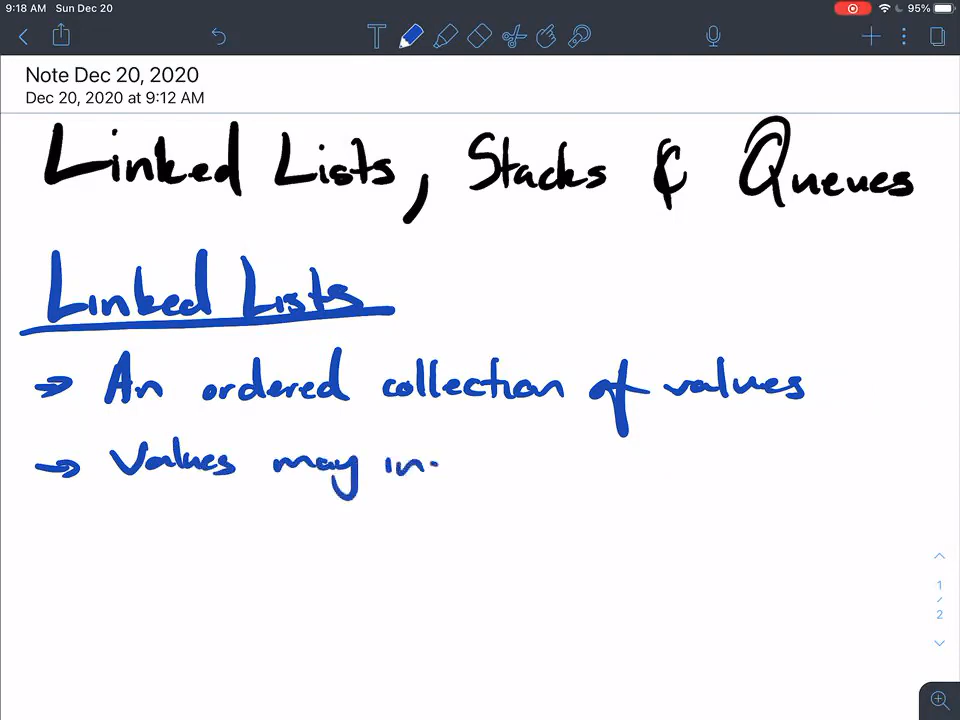 9:18 AM Sun Dec 20 95%
Note Dec 20, 2020
Dec 20, 2020 at 9:12 AM
Linked Lists, Stacks & Queues
Linked Lists
→ An ordered collection of values
→ Values may in
1
/
2